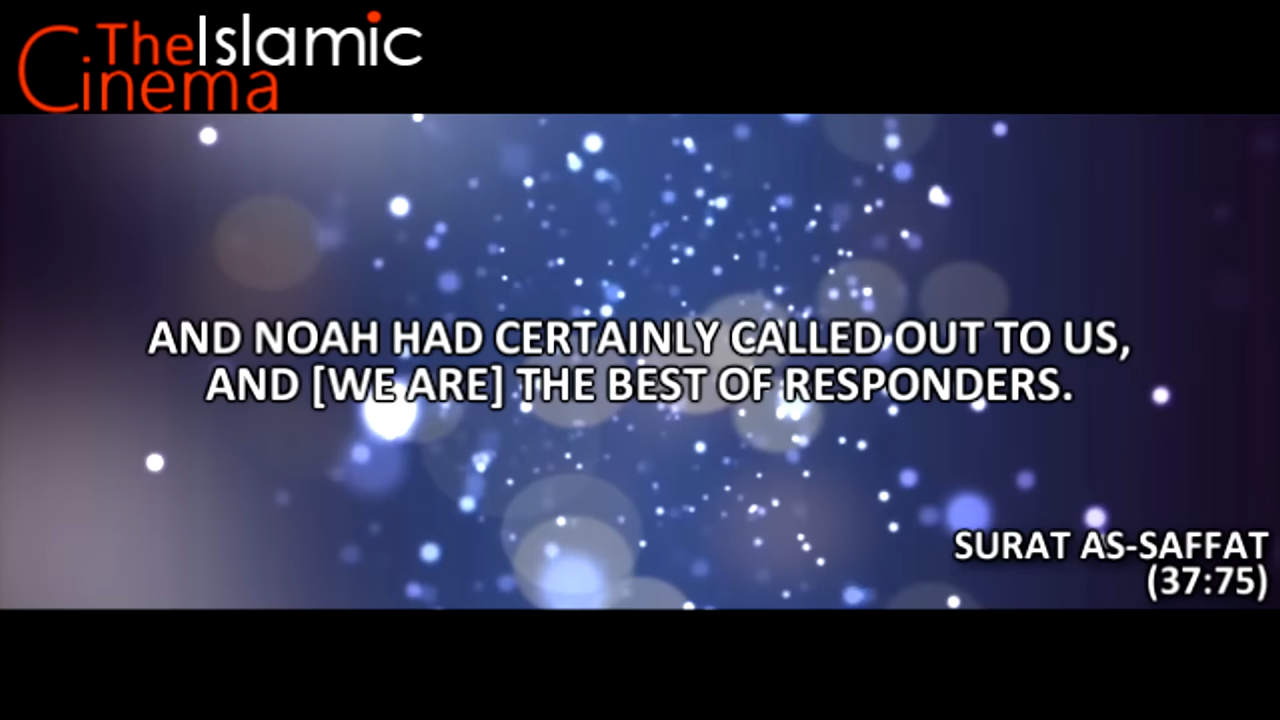 TheIslamic
Cinema
AND NOAH HAD CERTAINLY CALLED OUT TO US,
AND [WE ARE] THE BEST OF RESPONDERS.
SURAT AS-SAFFAT
(37:75)